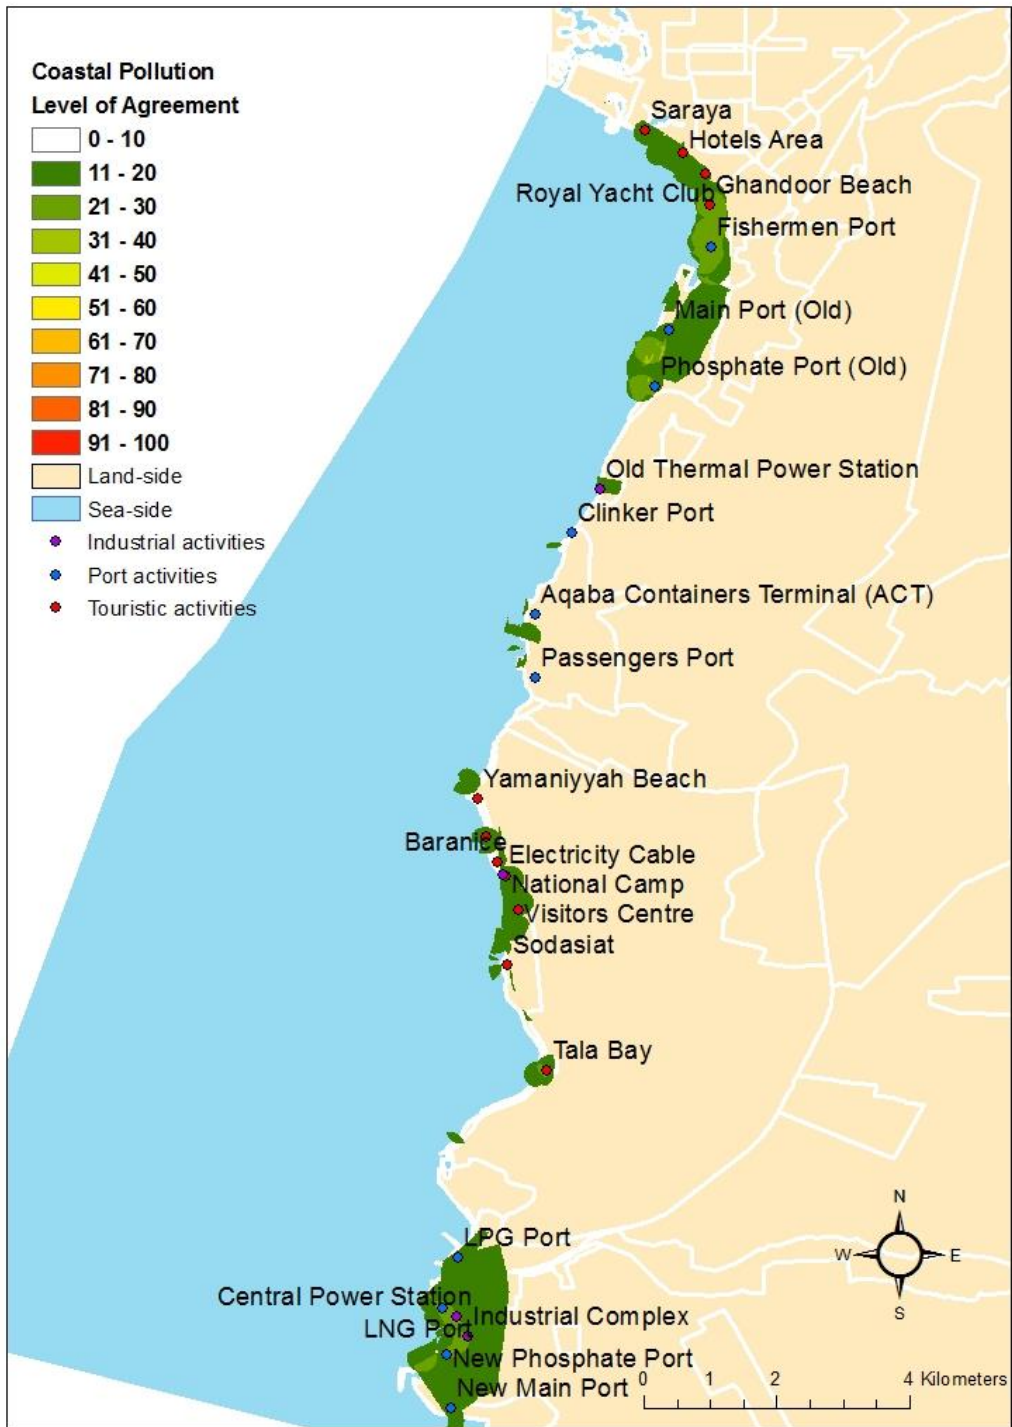 Coastal Pollution
Level of Agreement
0 - 10
11 - 20
21 - 30
31 - 40
41 - 50
51 - 60
61 - 70
71 - 80
81 - 90
91 - 100
Land-side
Sea-side
Industrial activities
Port activities
Touristic activities
Saraya
Hotels Area
Ghandoor Beach
Royal Yacht Club
Fishermen Port
Main Port (Old)
Phosphate Port (Old)
Old Thermal Power Station
Clinker Port
Aqaba Containers Terminal (ACT)
Passengers Port
Yamaniyyah Beach
Baranice
Electricity Cable
National Camp
Visitors Centre
Sodasiat
Tala Bay
LPG Port
Central Power Station
Industrial Complex
LNG Port
New Phosphate Port
New Main Port
N
W E
S
0 1 2 4 Kilometers